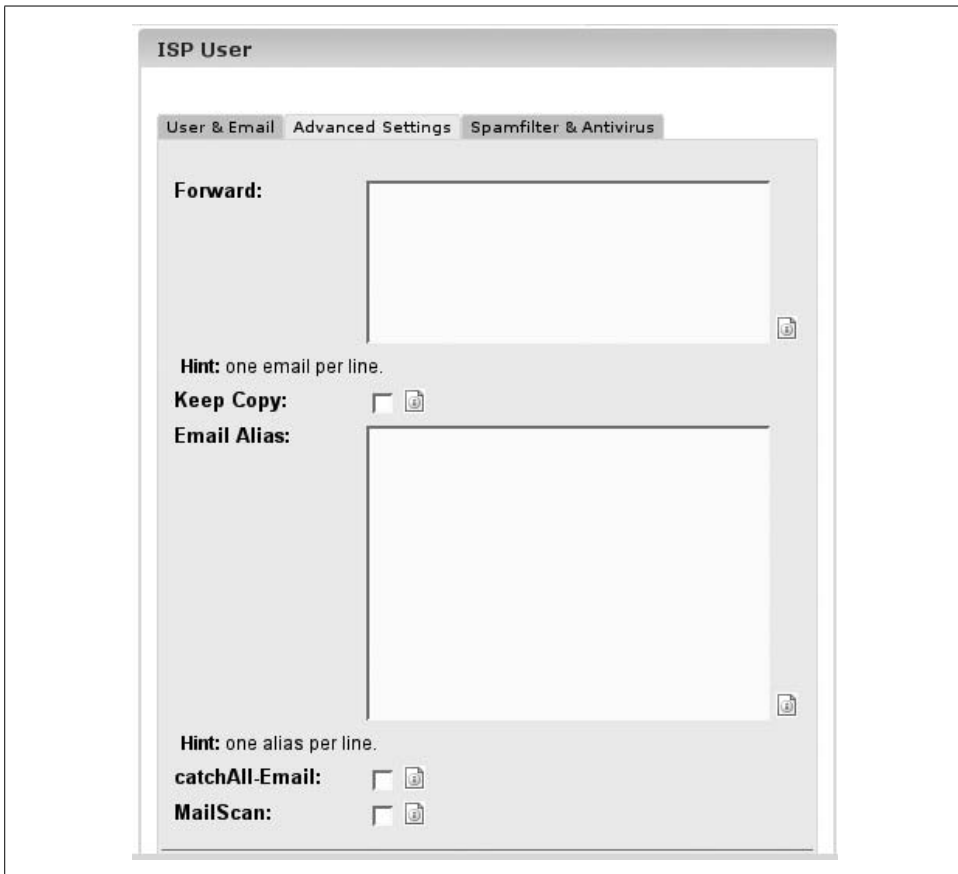 ISP User
User & Email Advanced Settings Spamfilter & Antivirus
Forward:
Hint: one email per line.
Keep Copy:
Email Alias:
Hint: one alias per line.
catchAll-Email:
MailScan: